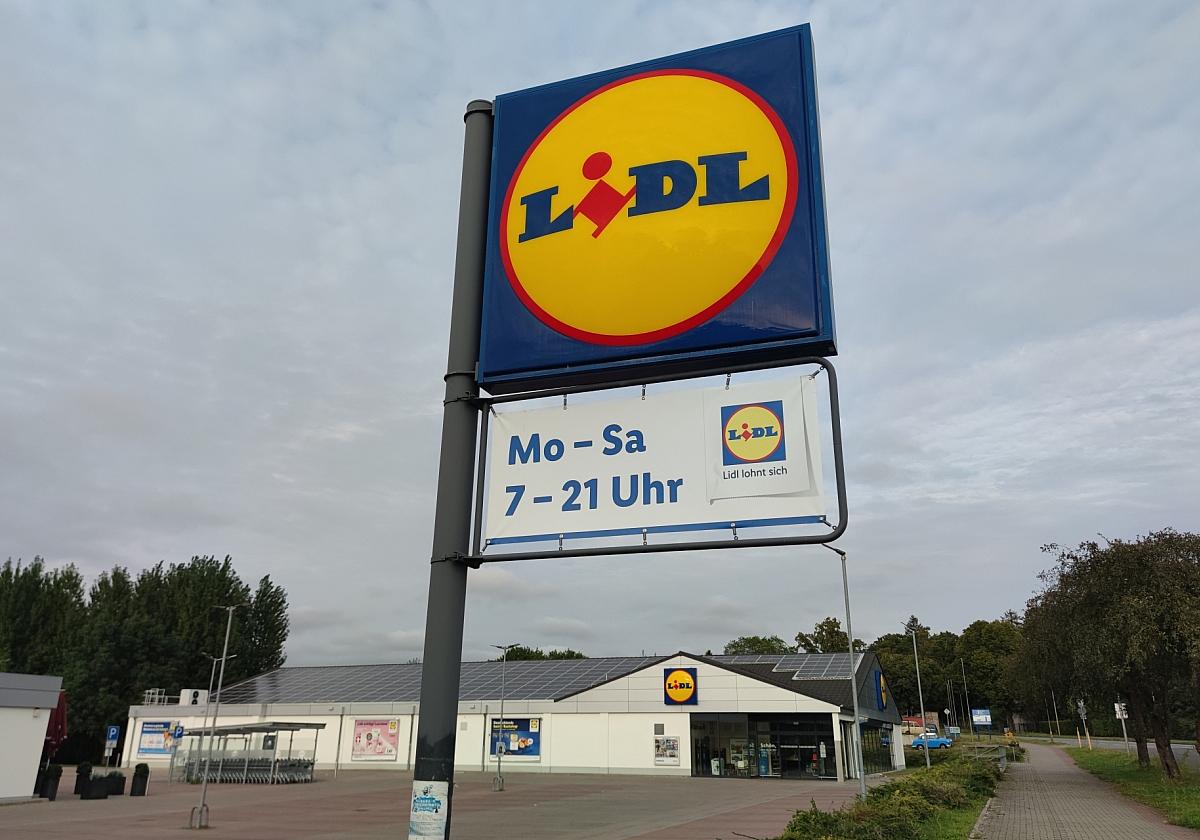 LiDL
Mo – Sa
7 – 21 Uhr
LiDL
Lidl lohnt sich
LiDL
P
P